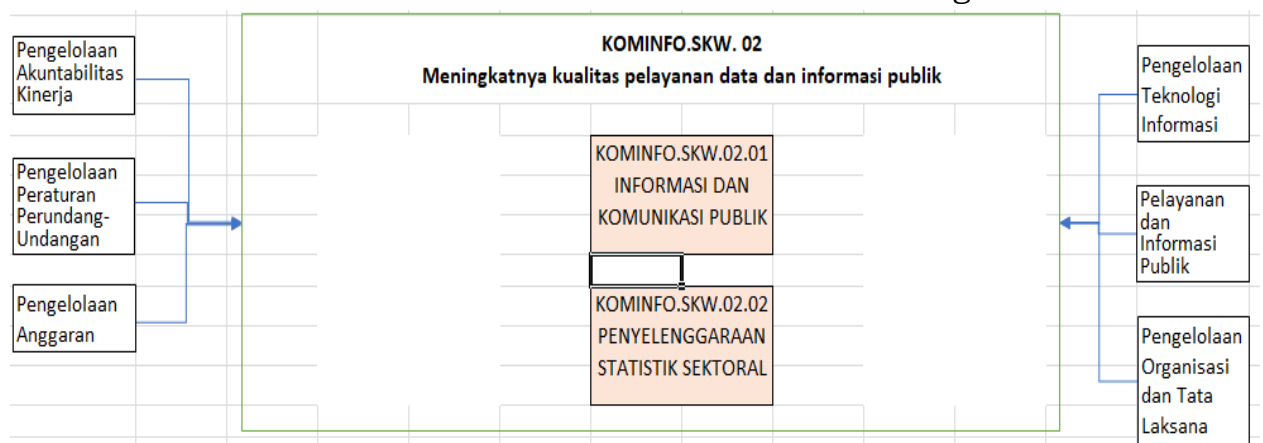 KOMINFO.SKW. 02
Meningkatnya kualitas pelayanan data dan informasi publik
Pengelolaan
Akuntabilitas
Kinerja
Pengelolaan
Peraturan
Perundang-
Undangan
Pengelolaan
Anggaran
KOMINFO.SKW.02.01
INFORMASI DAN
KOMUNIKASI PUBLIK
KOMINFO.SKW.02.02
PENYELENGGARAAN
STATISTIK SEKTORAL
Pengelolaan
Teknologi
Informasi
Pelayanan
dan
Informasi
Publik
Pengelolaan
Organisasi
dan Tata
Laksana